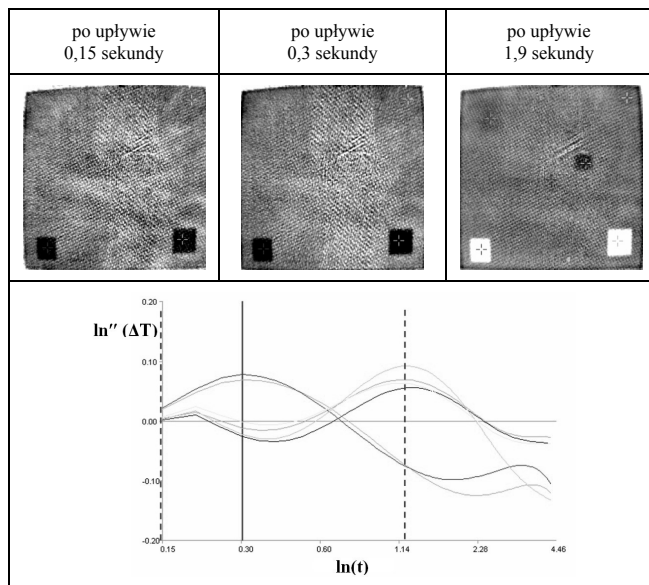 po upływie
0,15 sekundy
po upływie
0,3 sekundy
po upływie
1,9 sekundy
0.20
ln″ (ΔT)
0.10
0.00
-0.10
-0.20
0.15
0.30
0.60
1.14
2.28
4.46
ln(t)